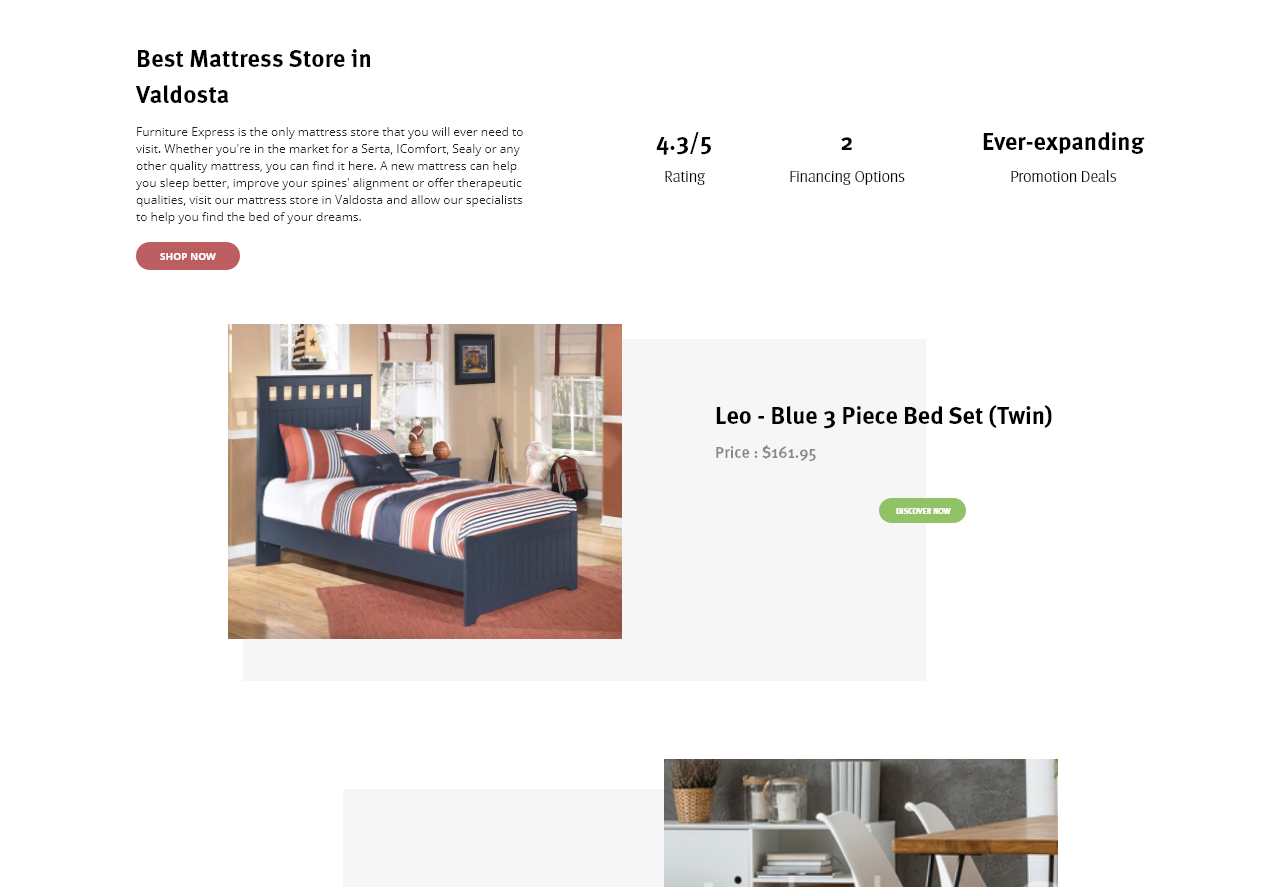 Best Mattress Store in
Valdosta
Furniture Express is the only mattress store that you will ever need to
visit. Whether you're in the market for a Serta, IComfort, Sealy or any
other quality mattress, you can find it here. A new mattress can help
you sleep better, improve your spines' alignment or offer therapeutic
qualities, visit our mattress store in Valdosta and allow our specialists
to help you find the bed of your dreams.
SHOP NOW
4.3/5
Rating
2
Financing Options
Ever-expanding
Promotion Deals
Leo - Blue 3 Piece Bed Set (Twin)
Price : $161.95
DISCOVER NOW